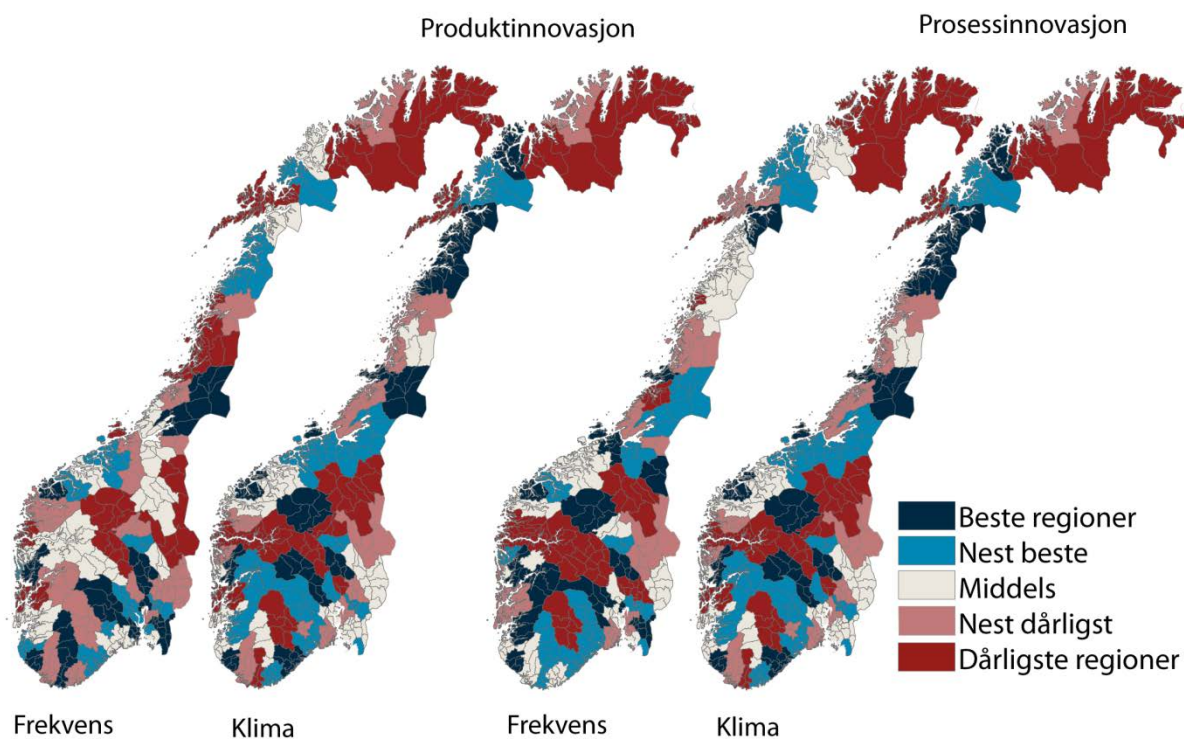 Produktinnovasjon
Prosessinnovasjon
Beste regioner
Nest beste
Middels
Nest dårligst
Dårligste regioner
Frekvens
Klima
Frekvens
Klima